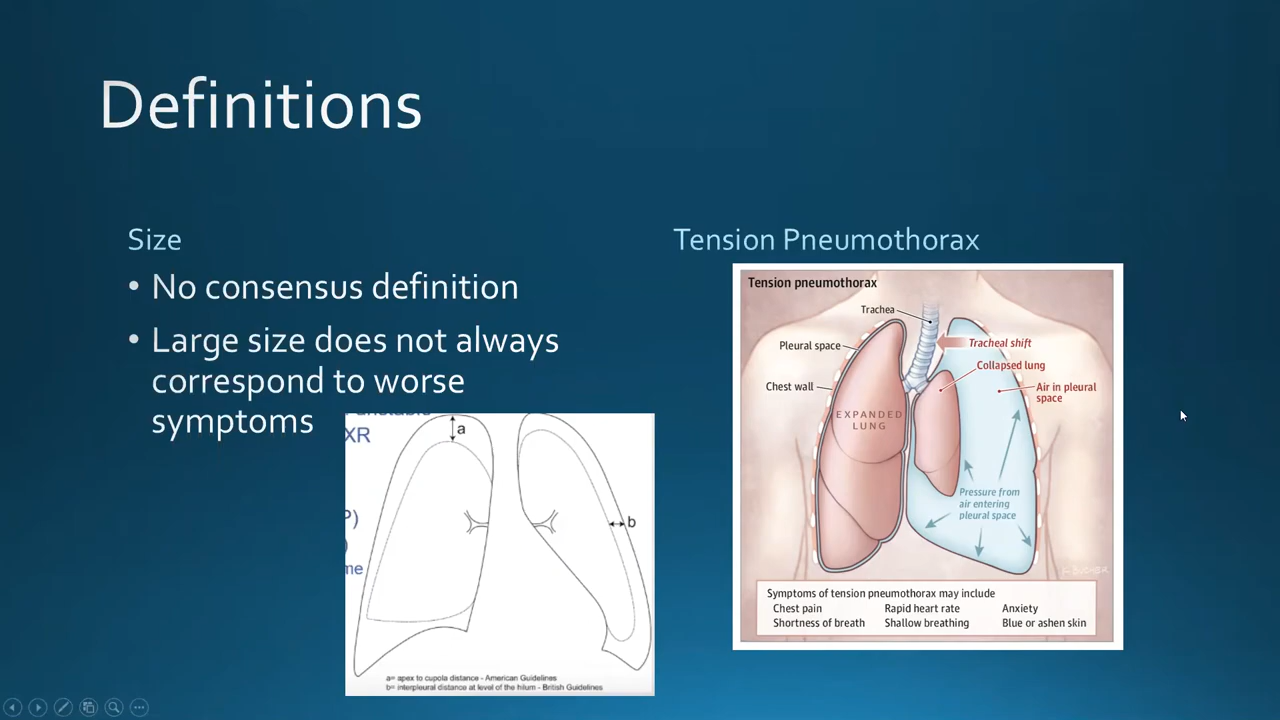 Definitions
Size
• No consensus definition
• Large size does not always
correspond to worse
symptoms
XR
a
P)
)
me
b
a= apex to cupola distance - American Guidelines
b= interpleural distance at level of the hilum - British Guidelines
Tension Pneumothorax
Tension pneumothorax
Trachea
Pleural space
Tracheal shift
Collapsed lung
Chest wall
Air in pleural
space
EXPANDED
LUNG
Pressure from
air entering
pleural space
Symptoms of tension pneumothorax may include
Chest pain Rapid heart rate Anxiety
Shortness of breath Shallow breathing Blue or ashen skin